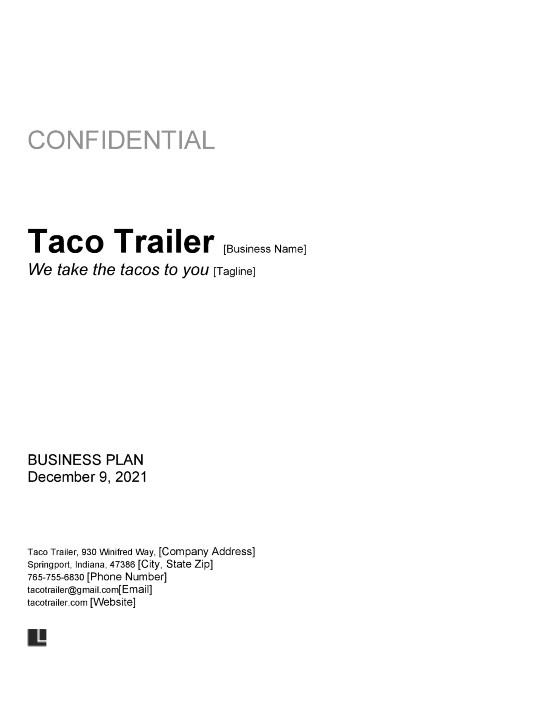 CONFIDENTIAL
Taco Trailer [Business Name]
We take the tacos to you [Tagline]
BUSINESS PLAN
December 9, 2021
Taco Trailer, 930 Winifred Way, [Company Address]
Springport, Indiana, 47386 [City, State Zip]
765-755-6830 [Phone Number]
tacotrailer@gmail.com[Email]
tacotrailer.com [Website]